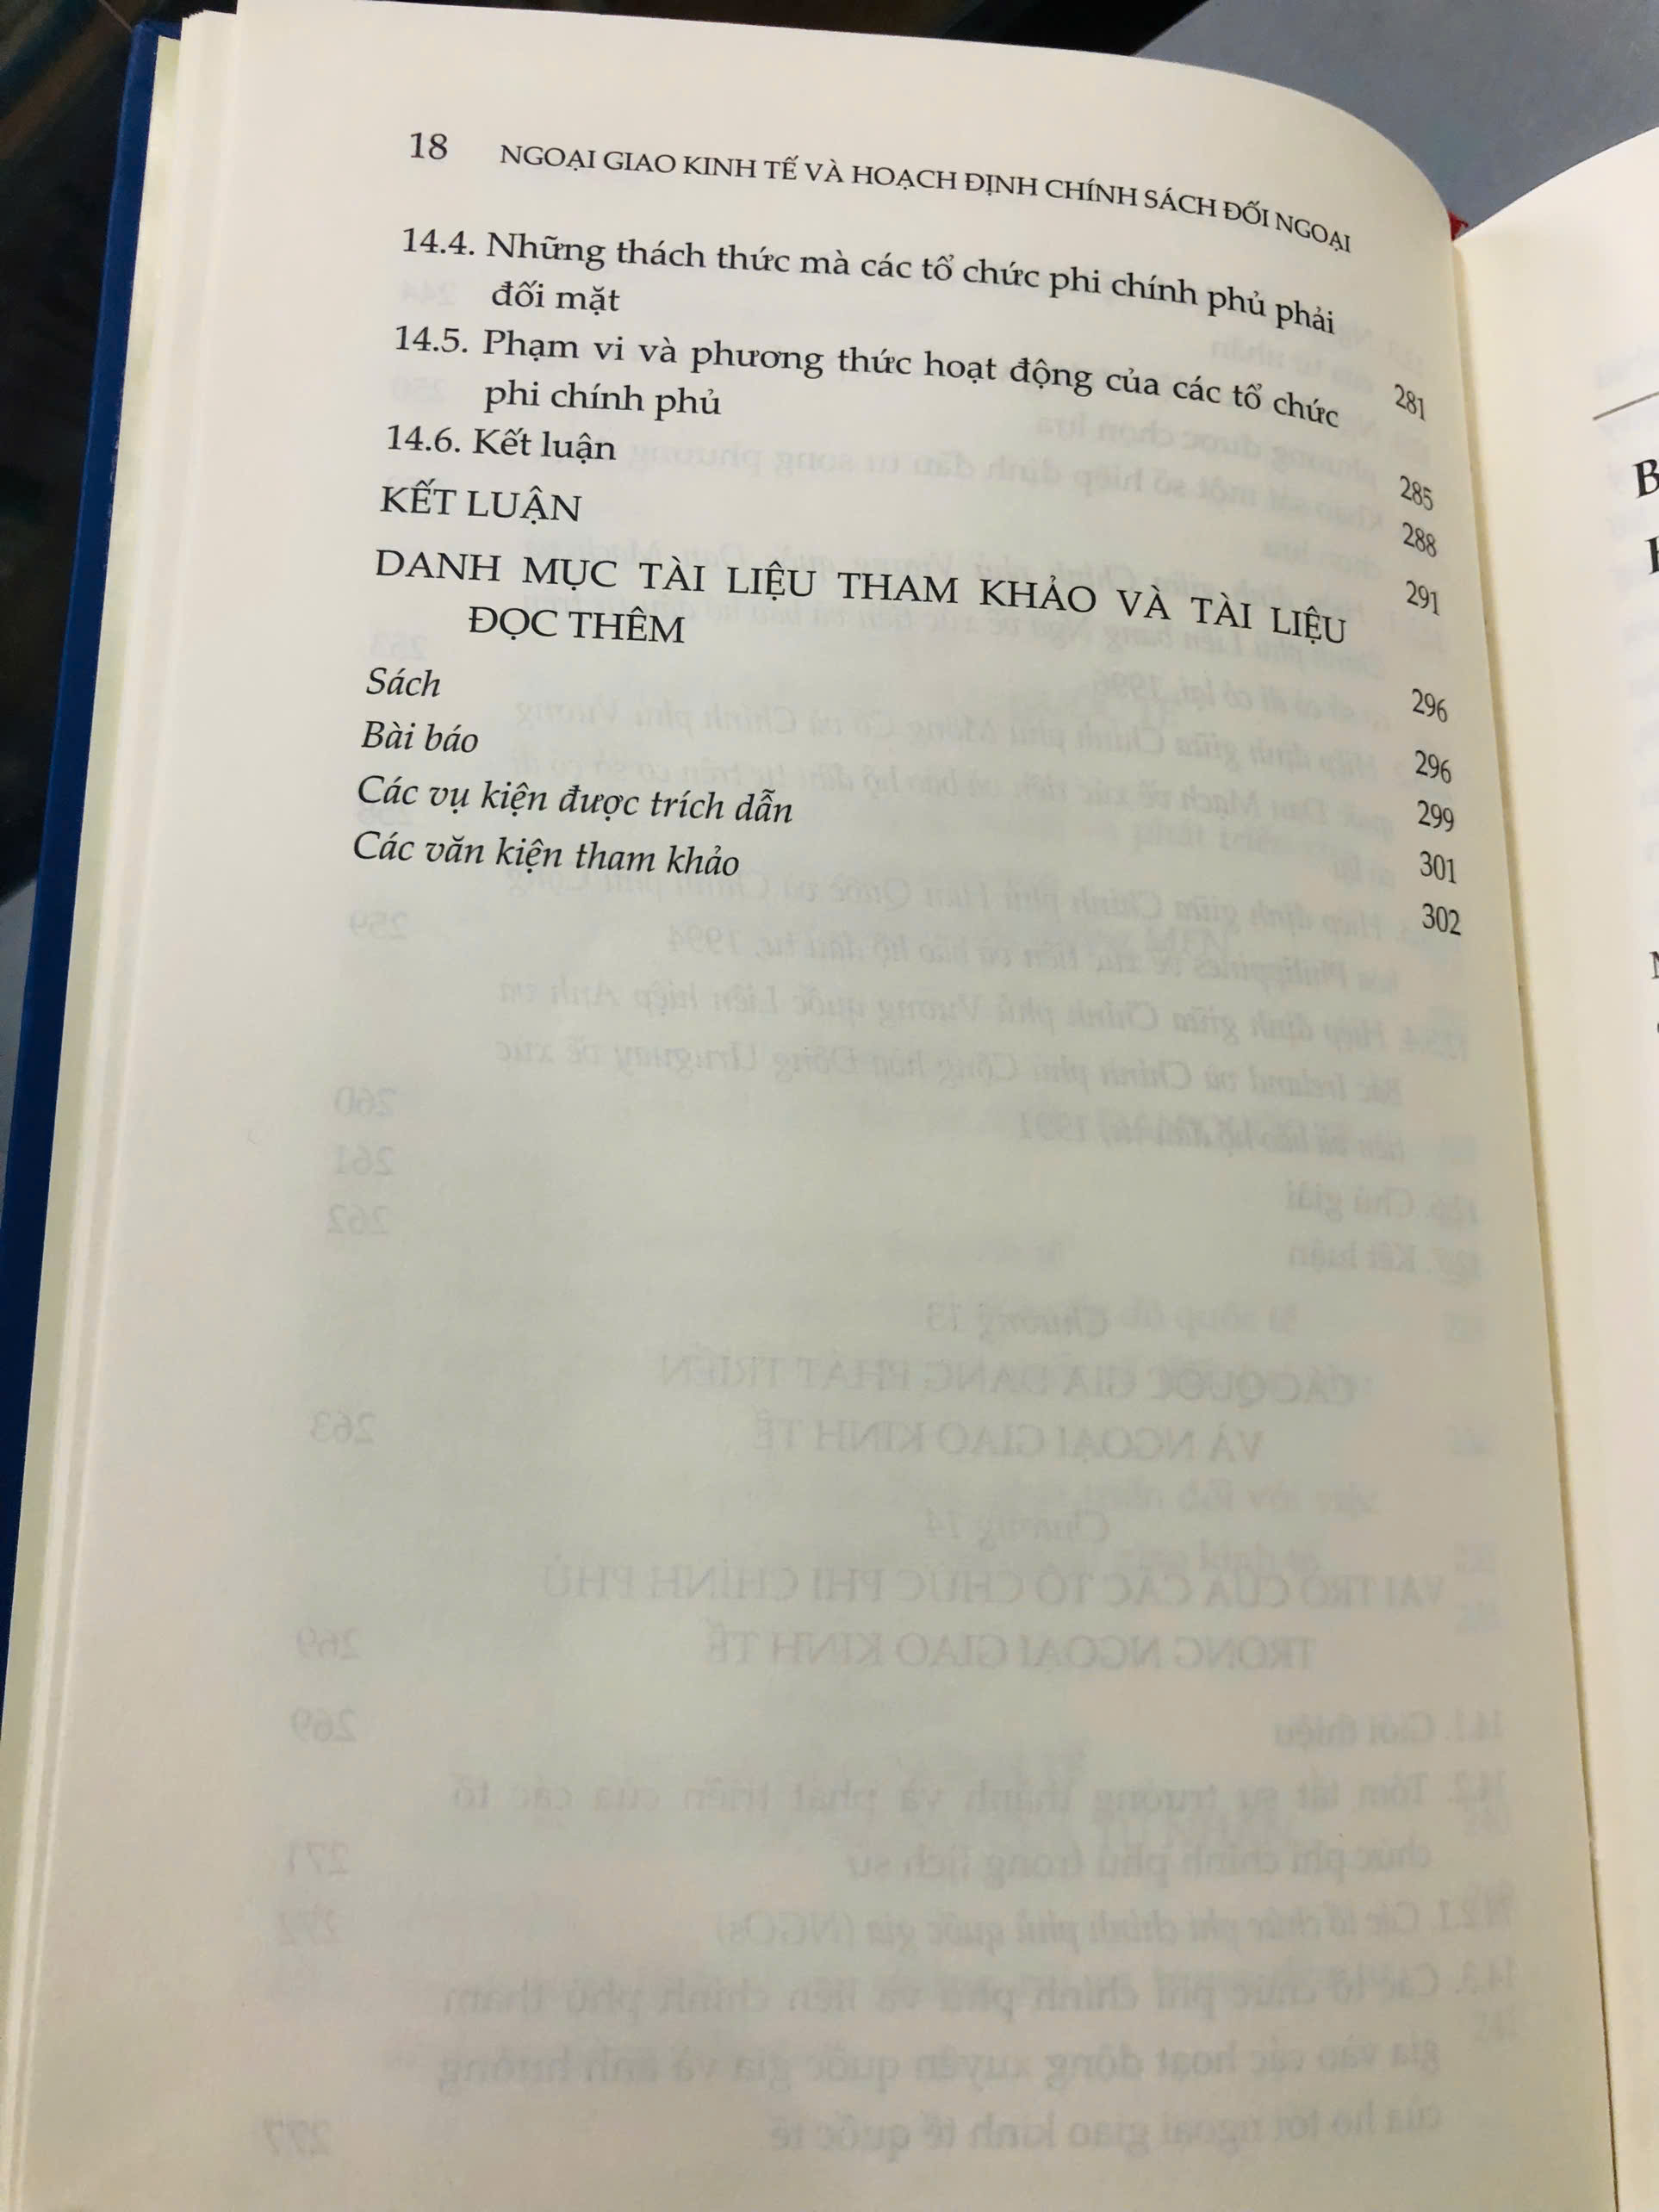 18 NGOẠI GIAO KINH TẾ VÀ HOẠCH ĐỊNH CHÍNH SÁCH ĐỐI NGOẠI
14.4. Những thách thức mà các tổ chức phi chính phủ phải
đối mặt 281
14.5. Phạm vi và phương thức hoạt động của các tổ chức
phi chính phủ 285
14.6. Kết luận 288
KẾT LUẬN 291
DANH MỤC TÀI LIỆU THAM KHẢO VÀ TÀI LIỆU
ĐỌC THÊM 296
Sách 296
Bài báo 299
Các vụ kiện được trích dẫn 301
Các văn kiện tham khảo 302